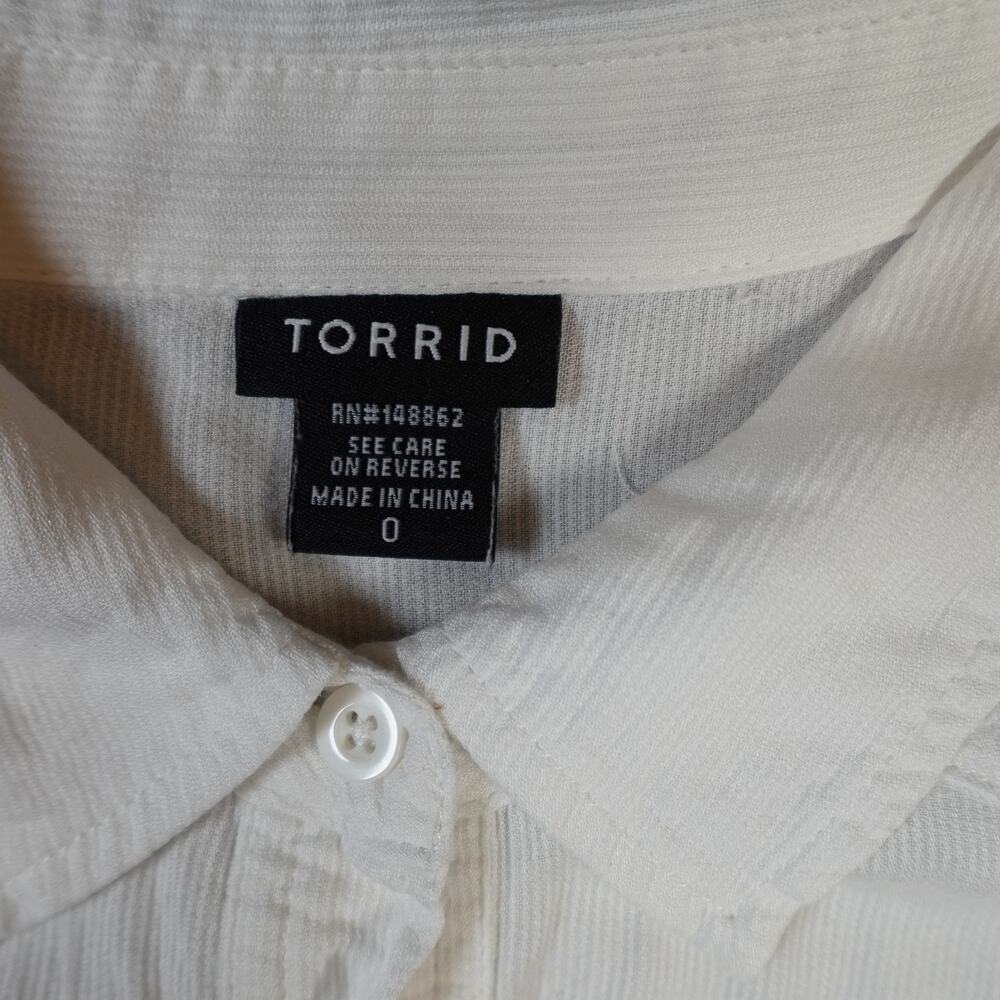 TORRID
RN#148862
SEE CARE
ON REVERSE
MADE IN CHINA
0